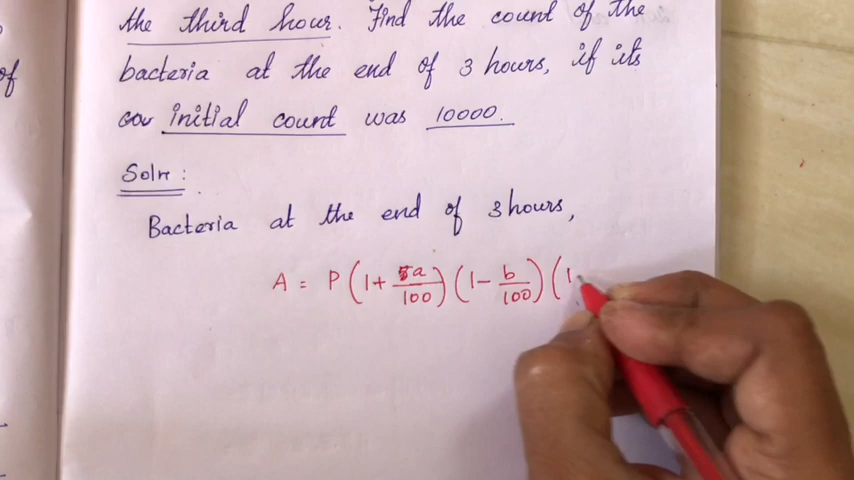 the third hour. Find the count of the
of bacteria at the end of 3 hours, if its
initial count was 10000.
Soln :
Bacteria at the end of 3 hours,
A = P(1+ a/100)(1- b/100)(1